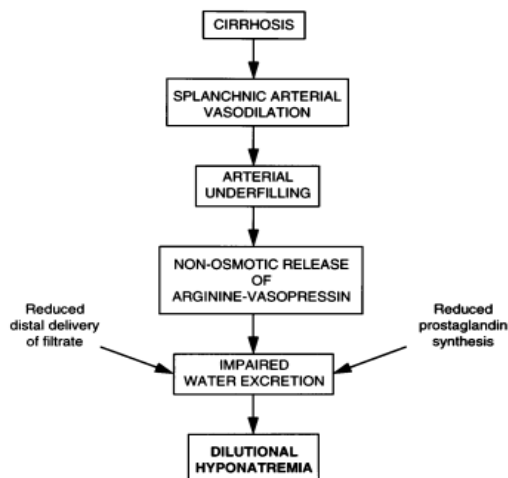 CIRRHOSIS
SPLANCHNIC ARTERIAL
VASODILATION
ARTERIAL
UNDERFILLING
NON-OSMOTIC RELEASE
OF
ARGININE-VASOPRESSIN
Reduced
distal delivery
of filtrate
Reduced
prostaglandin
synthesis
IMPAIRED
WATER EXCRETION
DILUTIONAL
HYPONATREMIA